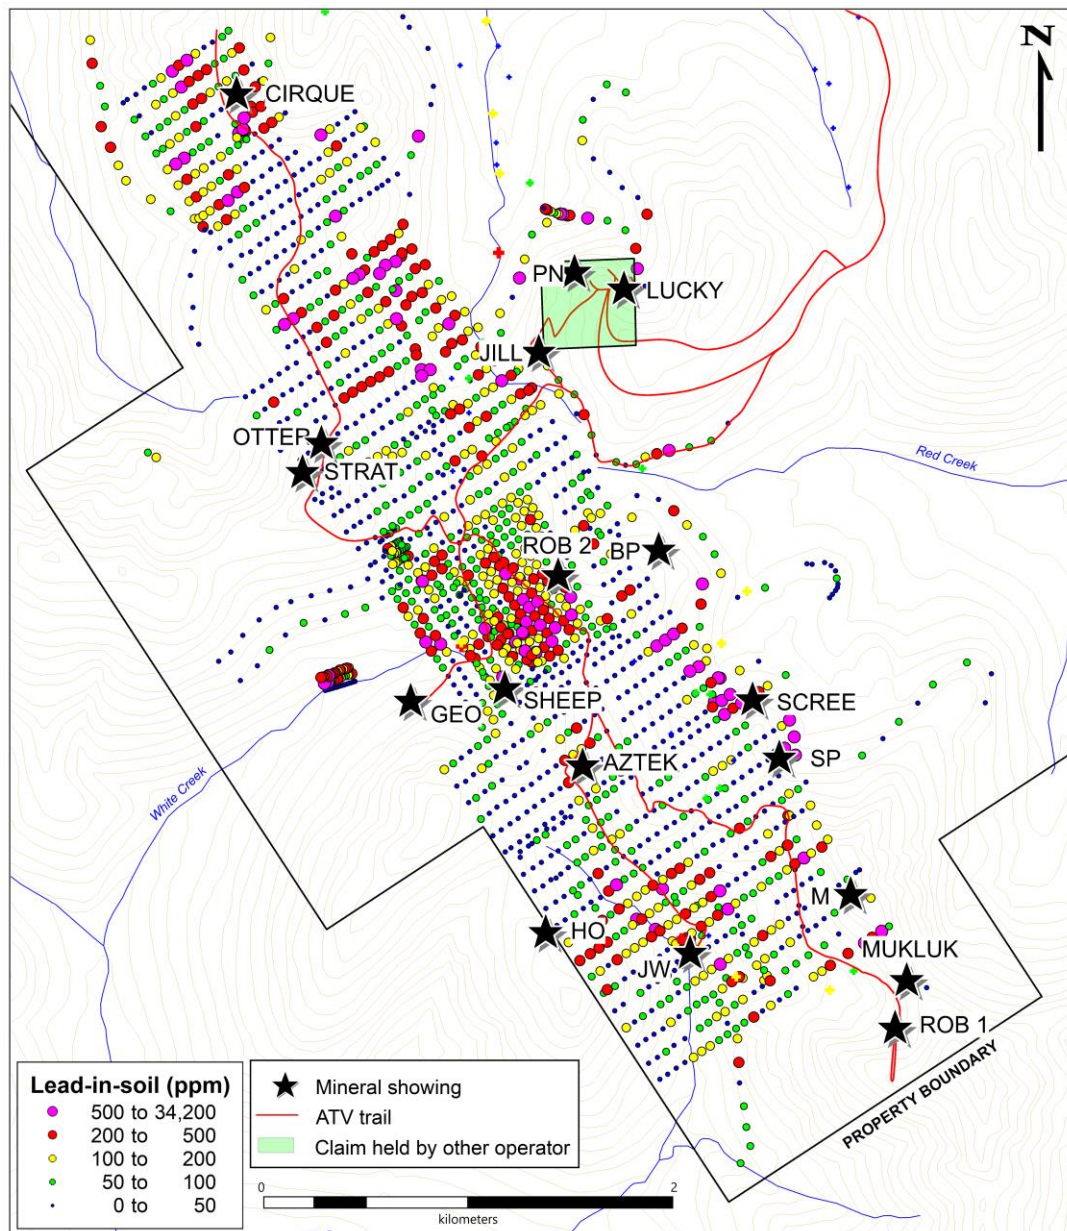 N
CIRQUE
PN
LUCKY
JILL
OTTER
STRAT
Red Creek
ROB 2
BP
SHEEP
GEO
SCREE
SP
AZTEK
White Creek
M
HO
JW
MUKLUK
ROB 1
PROPERTY BOUNDARY
Lead-in-soil (ppm)
500 to 34,200
200 to 500
100 to 200
50 to 100
0 to 50
Mineral showing
ATV trail
Claim held by other operator
0 2
kilometers